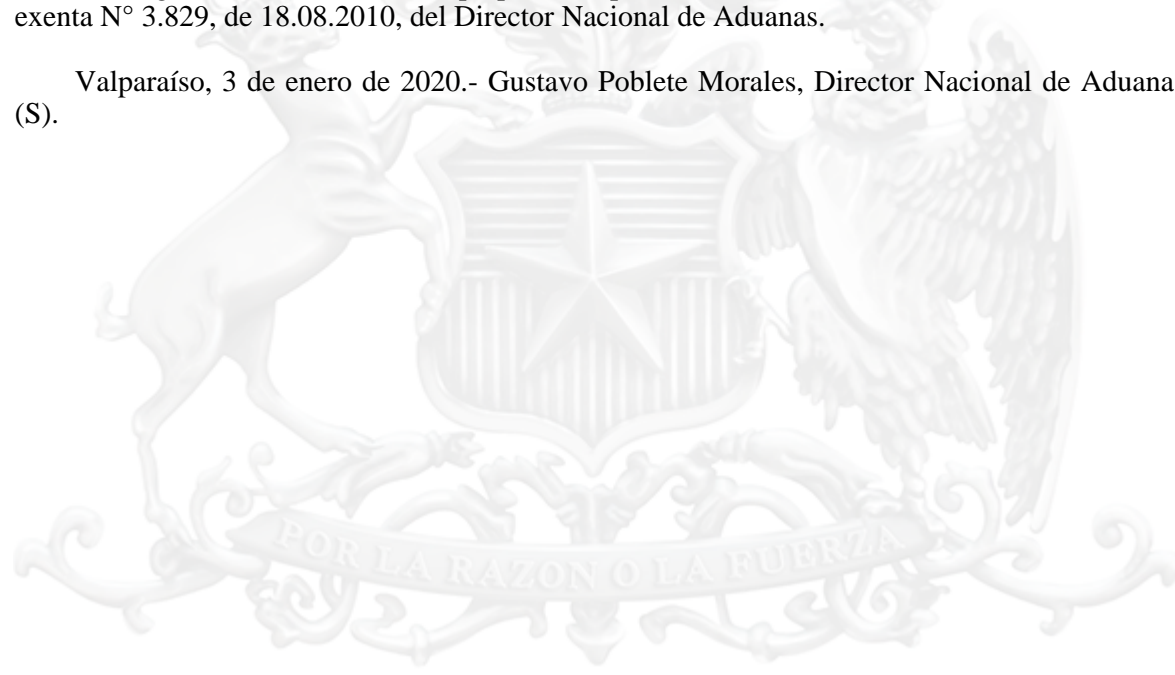 exenta N° 3.829, de 18.08.2010, del Director Nacional de Aduanas.
Valparaíso, 3 de enero de 2020.- Gustavo Poblete Morales, Director Nacional de Aduana
(S).
POR LA RAZON O LA FUERZA